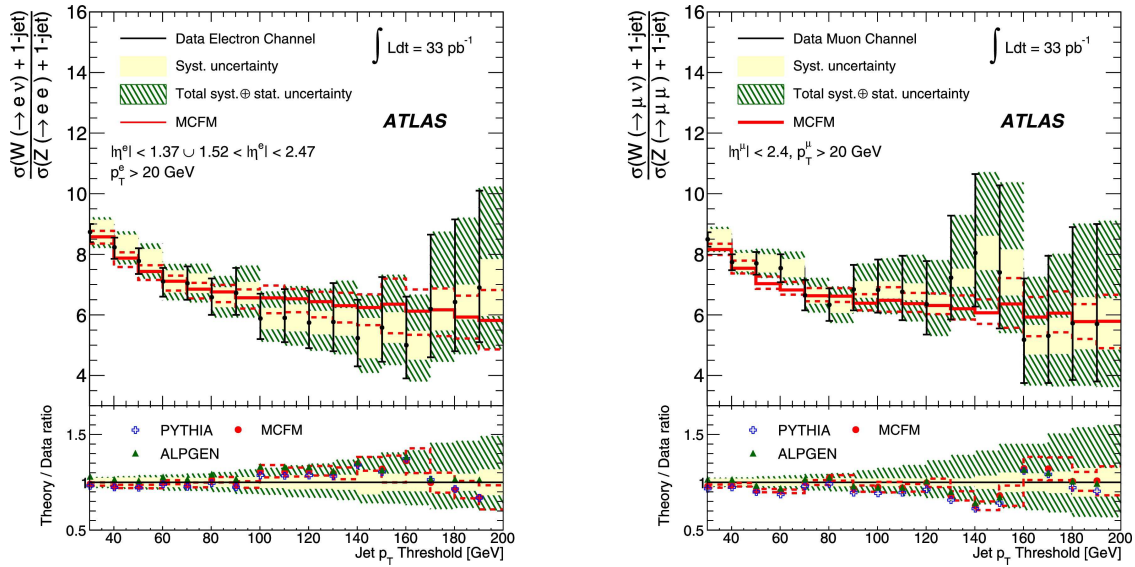 σ(W (→ e ν) + 1-jet)
σ(Z (→ e e) + 1-jet)
16
14
12
10
8
6
4
Data Electron Channel
∫ Ldt = 33 pb⁻¹
Syst. uncertainty
Total syst.⊕ stat. uncertainty
MCFM
ATLAS
|η^e| < 1.37 ∪ 1.52 < |η^e| < 2.47
p_T^e > 20 GeV
Theory / Data ratio
1.5
1
0.5
PYTHIA
MCFM
ALPGEN
40 60 80 100 120 140 160 180 200
Jet p_T Threshold [GeV]
σ(W (→ μ ν) + 1-jet)
σ(Z (→ μ μ) + 1-jet)
16
14
12
10
8
6
4
Data Muon Channel
∫ Ldt = 33 pb⁻¹
Syst. uncertainty
Total syst.⊕ stat. uncertainty
MCFM
ATLAS
|η^μ| < 2.4, p_T^μ > 20 GeV
Theory / Data ratio
1.5
1
0.5
PYTHIA
MCFM
ALPGEN
40 60 80 100 120 140 160 180 200
Jet p_T Threshold [GeV]